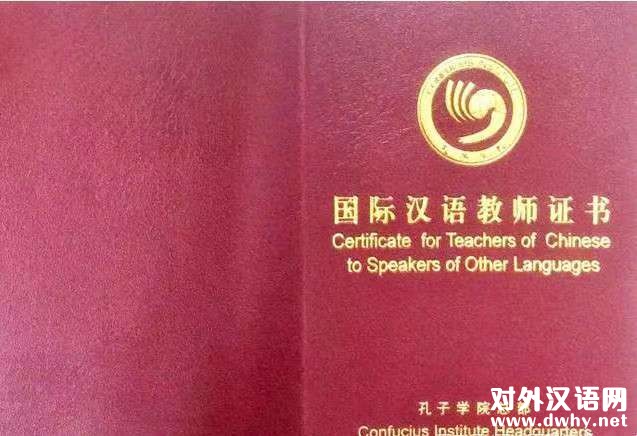 国际汉语教师证书
Certificate for Teachers of Chinese
to Speakers of Other Languages
孔子学院总部
Confucius Institute Headquarters
对外汉语网
www.dwhy.net